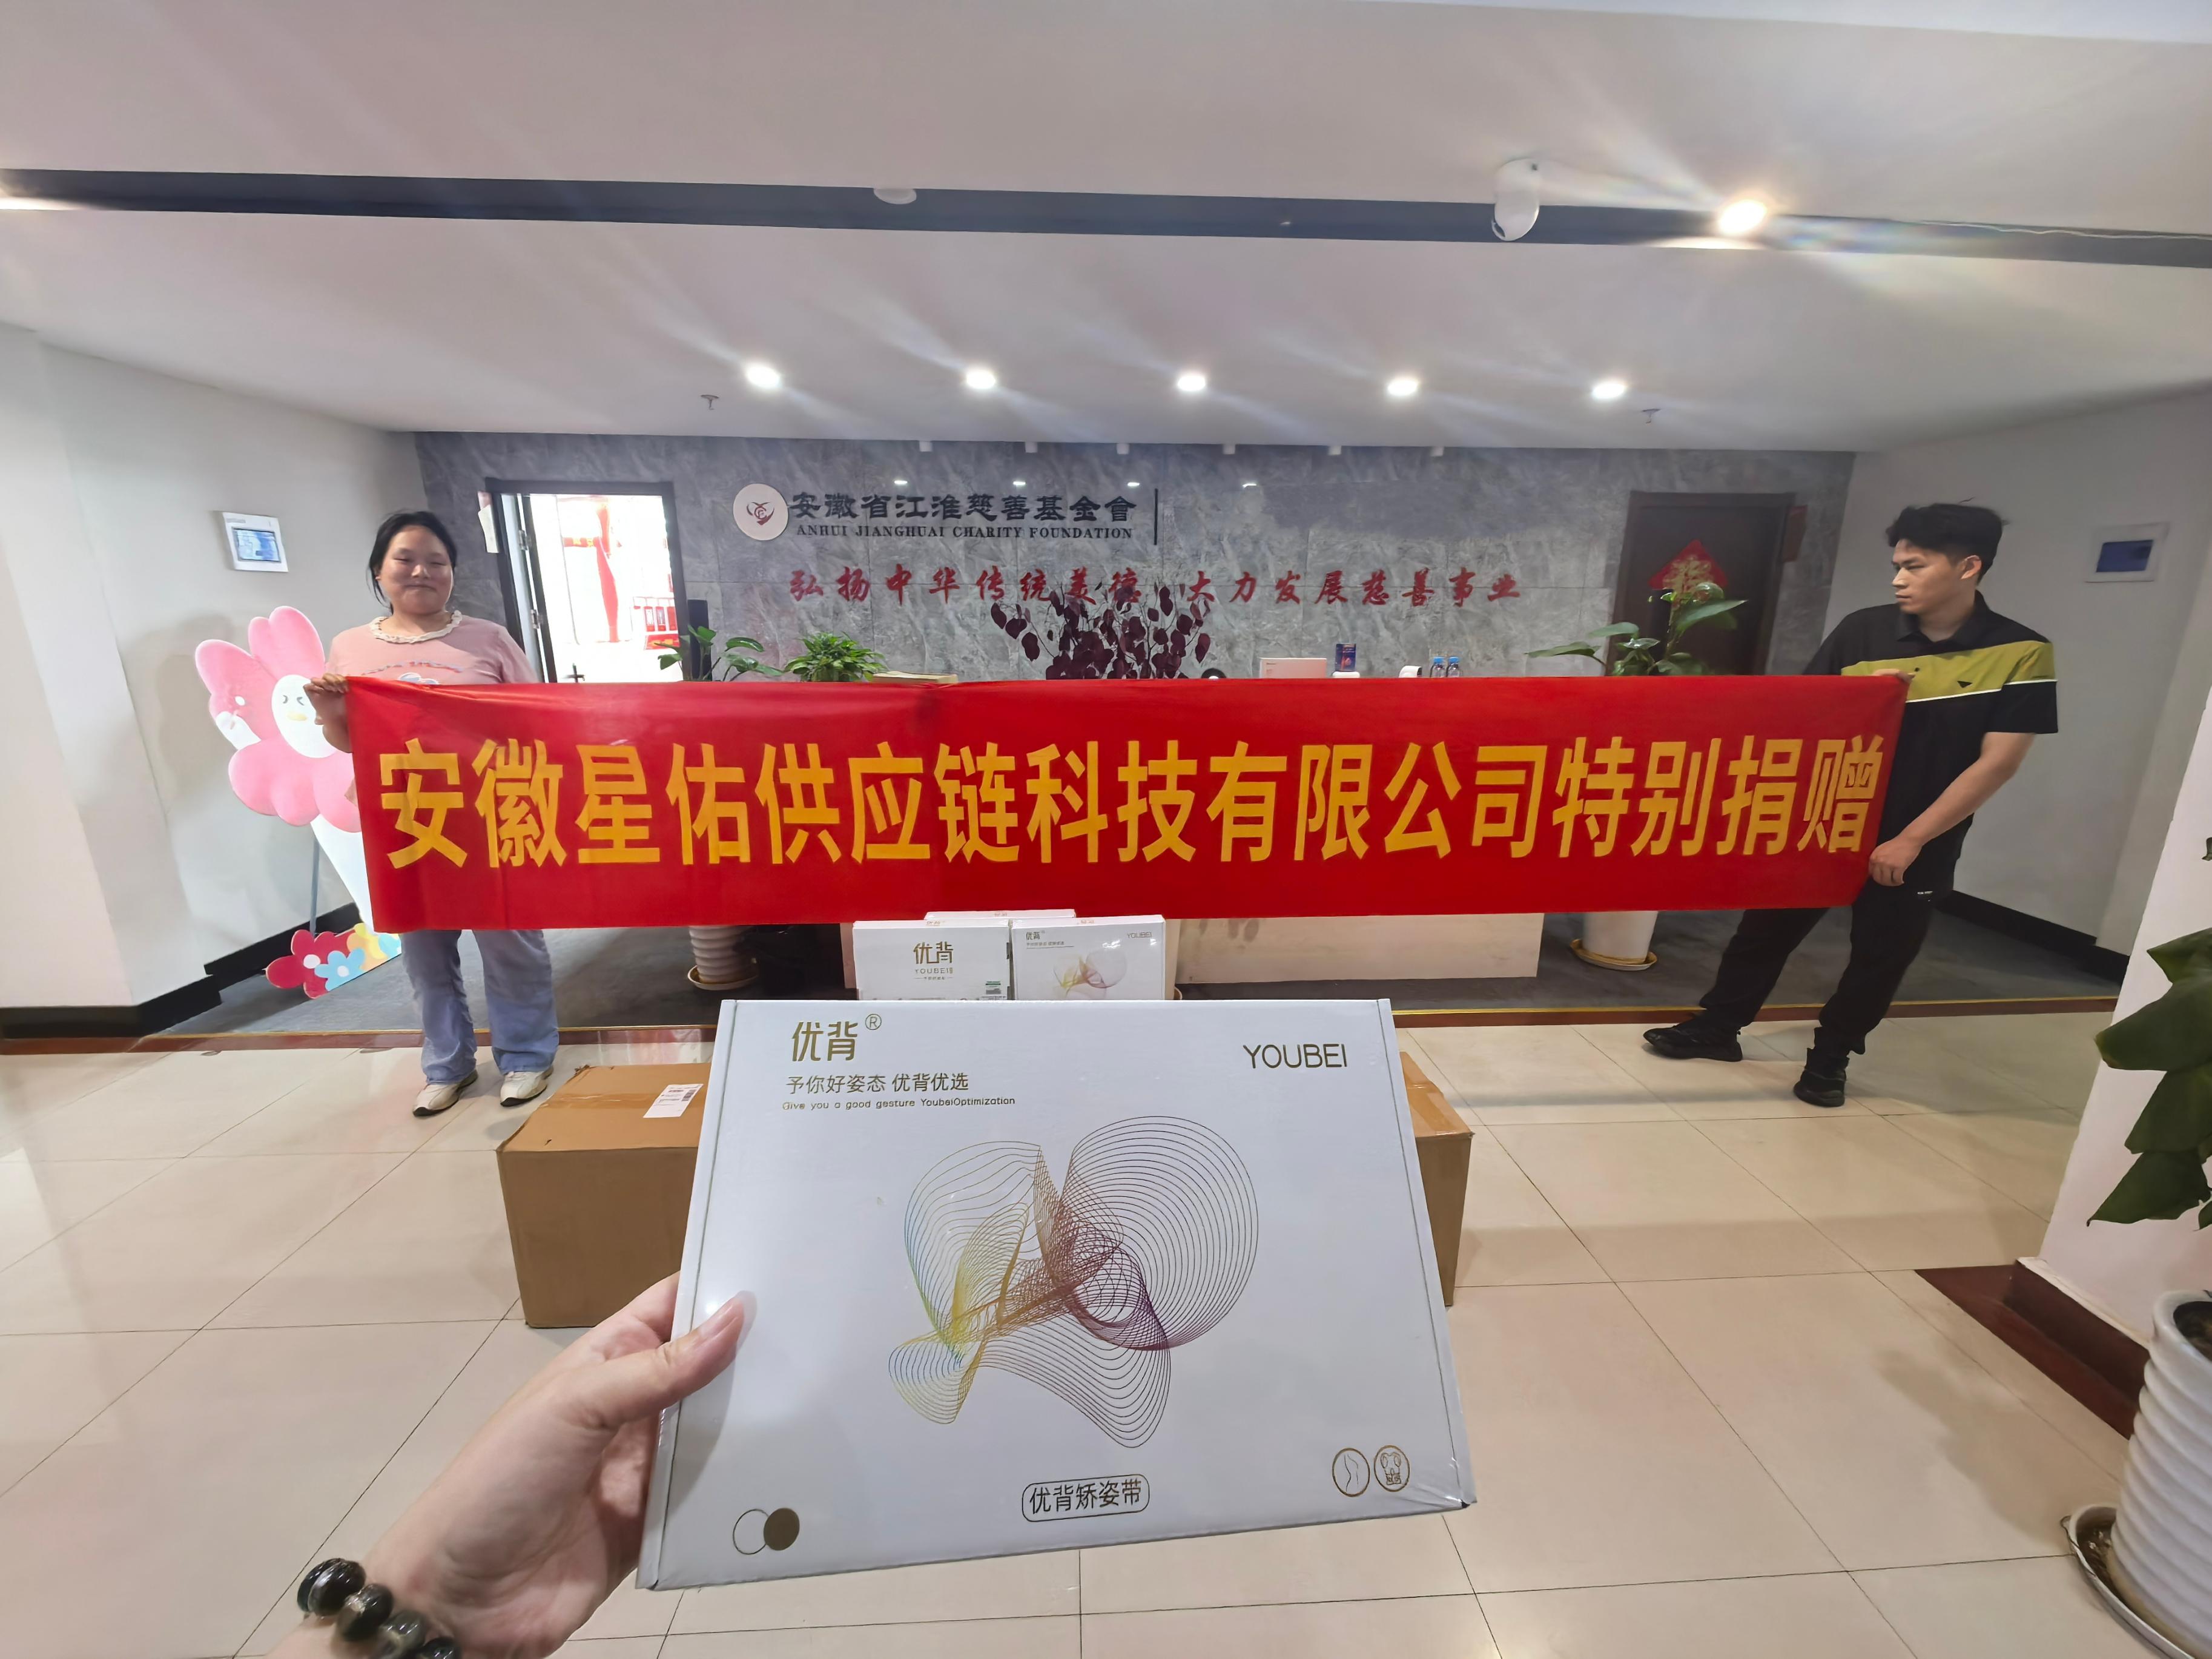 安徽省江淮慈善基金會
ANHUI JIANGHUAI CHARITY FOUNDATION
弘扬中华传统美德 大力发展慈善事业
安徽星佑供应链科技有限公司特别捐赠
优背
YOUBEI
优背
YOUBEI
优背®
YOUBEI
予你好姿态 优背优选
Give you a good gesture YoubeiOptimization
优背矫姿带